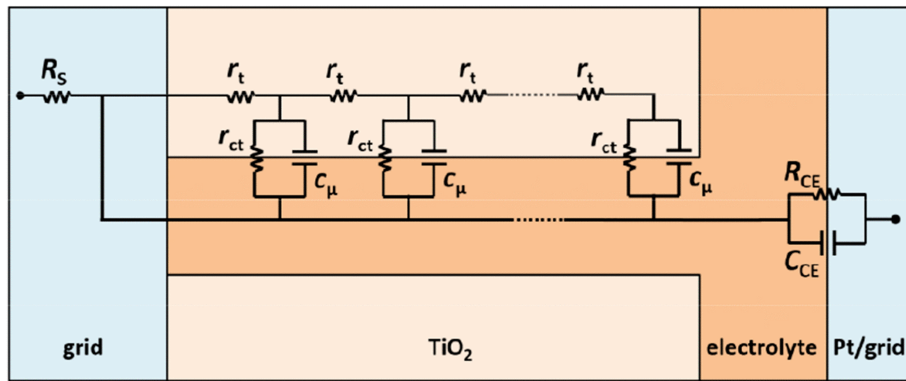 R_S
r_t r_t r_t r_t
r_ct r_ct r_ct
c_μ c_μ c_μ
R_CE
C_CE
grid TiO₂ electrolyte Pt/grid